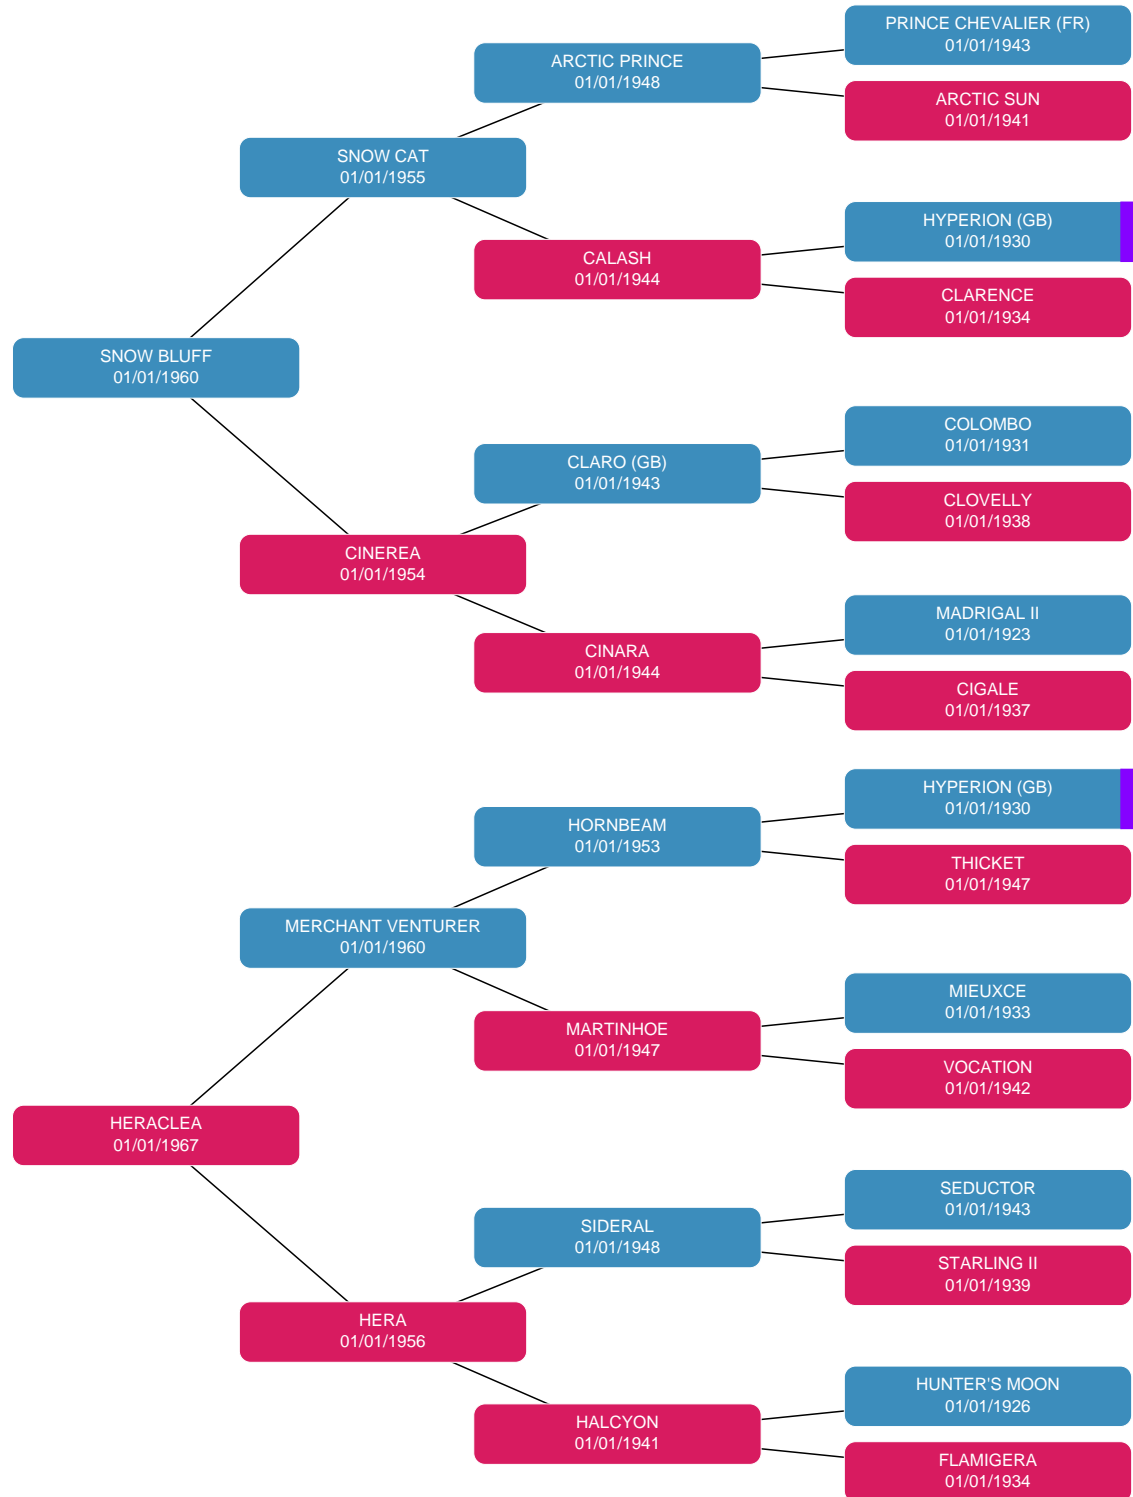 PRINCE CHEVALIER (FR)
01/01/1943
ARCTIC PRINCE
01/01/1948
ARCTIC SUN
01/01/1941
SNOW CAT
01/01/1955
HYPERION (GB)
01/01/1930
CALASH
01/01/1944
CLARENCE
01/01/1934
SNOW BLUFF
01/01/1960
COLOMBO
01/01/1931
CLARO (GB)
01/01/1943
CLOVELLY
01/01/1938
CINEREA
01/01/1954
MADRIGAL II
01/01/1923
CINARA
01/01/1944
CIGALE
01/01/1937
HYPERION (GB)
01/01/1930
HORNBEAM
01/01/1953
THICKET
01/01/1947
MERCHANT VENTURER
01/01/1960
MIEUXCE
01/01/1933
MARTINHOE
01/01/1947
VOCATION
01/01/1942
HERACLEA
01/01/1967
SEDUCTOR
01/01/1943
SIDERAL
01/01/1948
STARLING II
01/01/1939
HERA
01/01/1956
HUNTER'S MOON
01/01/1926
HALCYON
01/01/1941
FLAMIGERA
01/01/1934